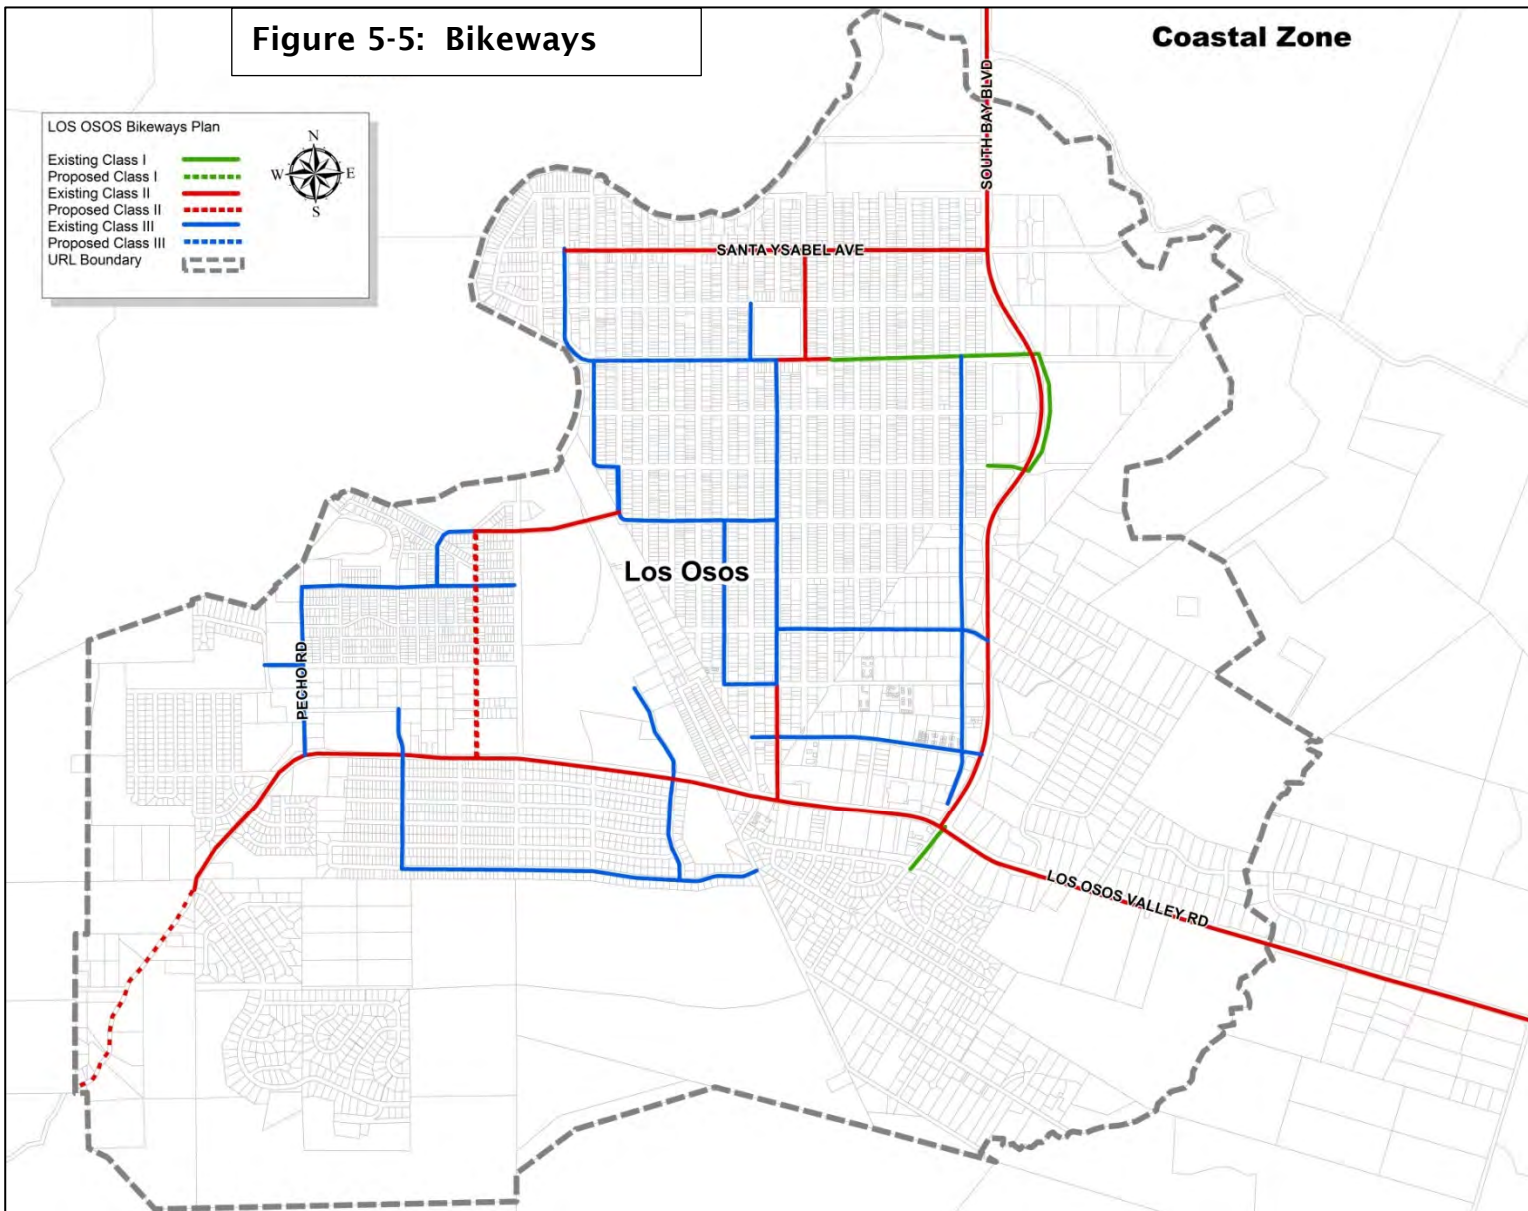 Figure 5-5: Bikeways
Coastal Zone
LOS OSOS Bikeways Plan
Existing Class I
Proposed Class I
Existing Class II
Proposed Class II
Existing Class III
Proposed Class III
URL Boundary
N
W E
S
SOUTH BAY BLVD
SANTA YSABEL AVE
Los Osos
PECHO RD
LOS OSOS VALLEY RD